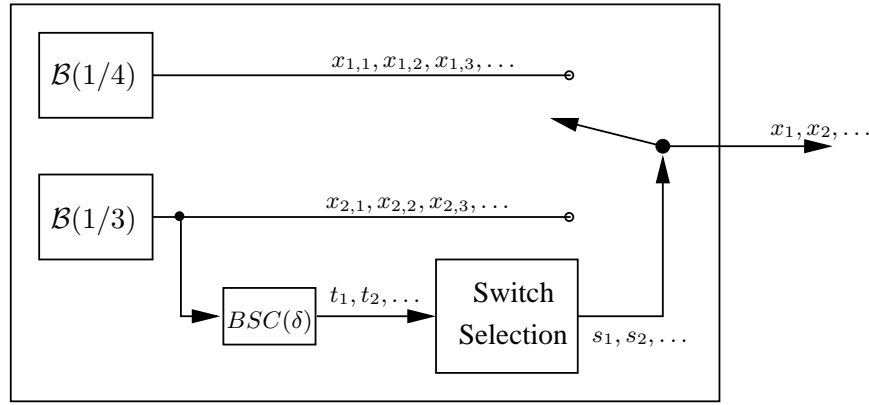 𝓑(1/4)
x₁,₁, x₁,₂, x₁,₃, …
x₁, x₂, …
𝓑(1/3)
x₂,₁, x₂,₂, x₂,₃, …
BSC(δ)
t₁, t₂, …
Switch
Selection
s₁, s₂, …